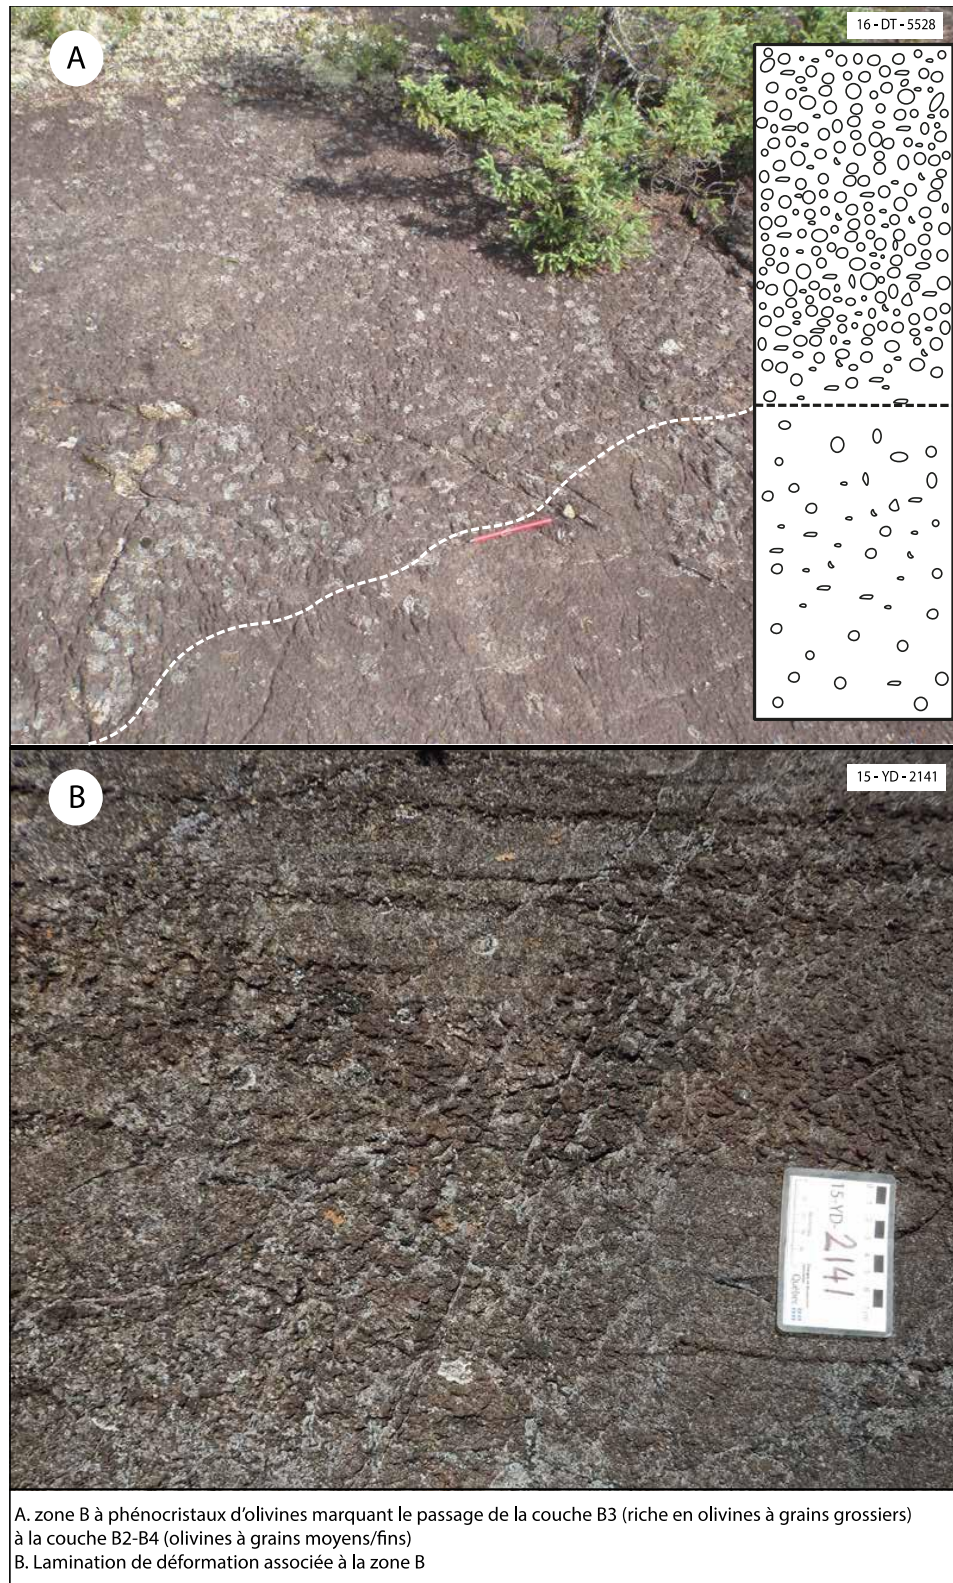 A
16 - DT - 5528
B
15 - YD - 2141
15-YD-
2141
Québec
A. zone B à phénocristaux d'olivines marquant le passage de la couche B3 (riche en olivines à grains grossiers)
à la couche B2-B4 (olivines à grains moyens/fins)
B. Lamination de déformation associée à la zone B